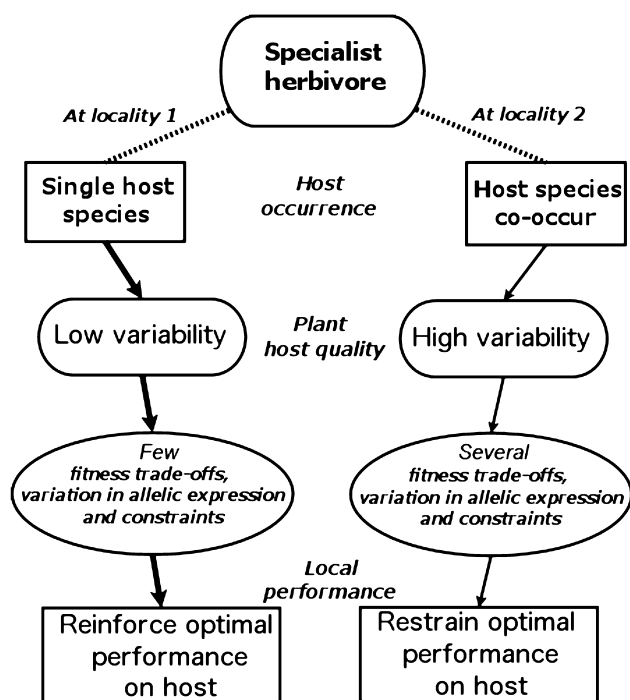 Specialist
herbivore
At locality 1
At locality 2
Single host
species
Host
occurrence
Host species
co-occur
Low variability
Plant
host quality
High variability
Few
fitness trade-offs,
variation in allelic expression
and constraints
Several
fitness trade-offs,
variation in allelic expression
and constraints
Local
performance
Reinforce optimal
performance
on host
Restrain optimal
performance
on host